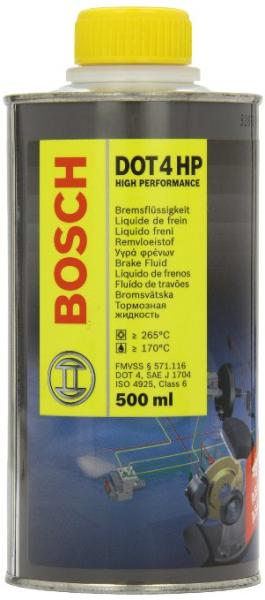 BOSCH
DOT 4 HP
HIGH PERFORMANCE
Bremsflüssigkeit
Liquide de frein
Liquido freni
Remvloeistof
Υγρά φρένων
Brake Fluid
Líquido de frenos
Fluído de travões
Bromsvätska
Тормозная
жидкость
≥ 265°C
≥ 170°C
FMVSS § 571.116
DOT 4, SAE J 1704
ISO 4925, Class 6
500 ml